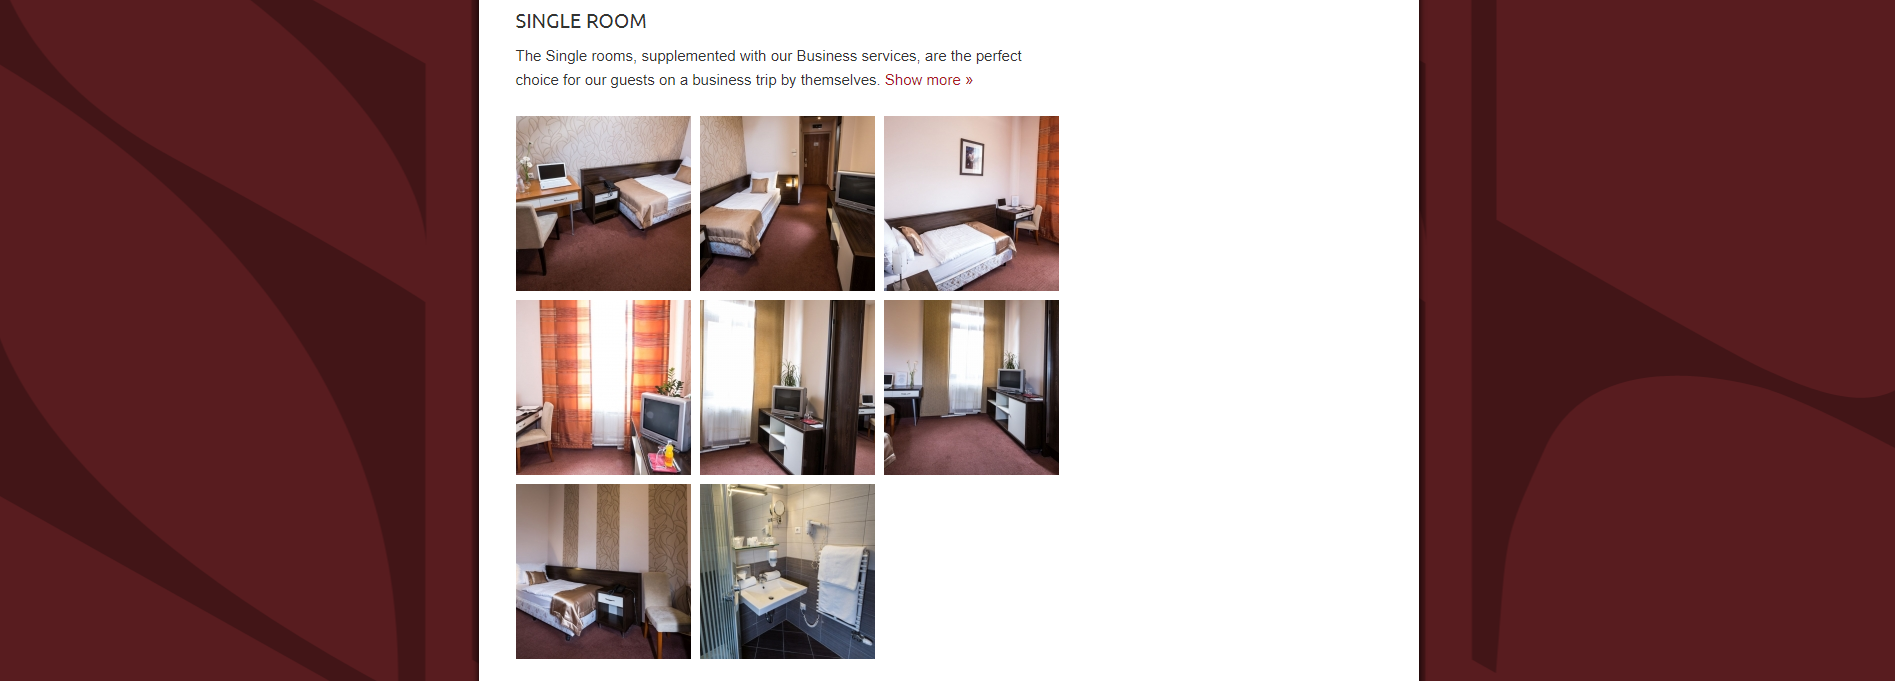 SINGLE ROOM
The Single rooms, supplemented with our Business services, are the perfect
choice for our guests on a business trip by themselves. Show more »